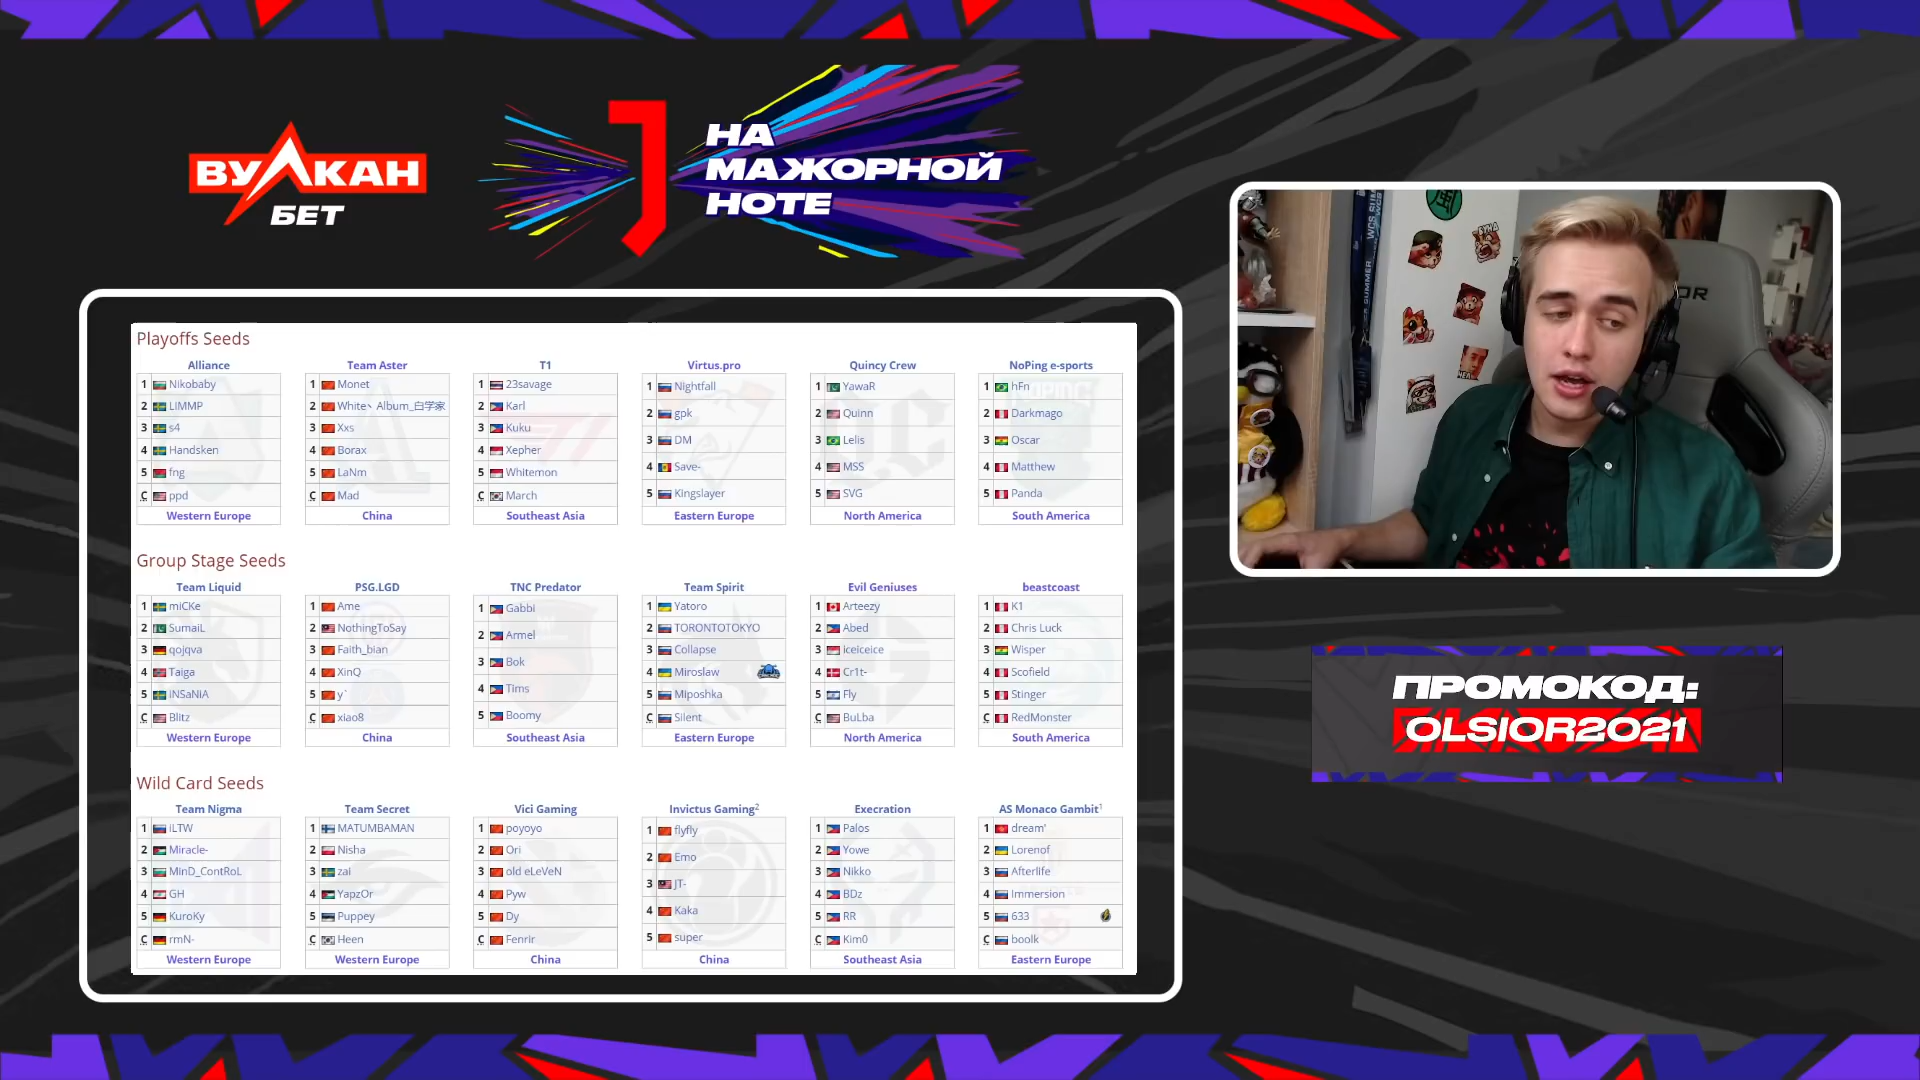 ВУЛКАН
БЕТ
НА
МАЖОРНОЙ
НОТЕ
Playoffs Seeds
Alliance
1 Nikobaby
2 LIMMP
3 s4
4 Handsken
5 fng
C ppd
Western Europe
Team Aster
1 Monet
2 White丶Album_白学家
3 Xxs
4 Borax
5 LaNm
C Mad
China
T1
1 23savage
2 Karl
3 Kuku
4 Xepher
5 Whitemon
C March
Southeast Asia
Virtus.pro
1 Nightfall
2 gpk
3 DM
4 Save-
5 Kingslayer
Eastern Europe
Quincy Crew
1 YawaR
2 Quinn
3 Lelis
4 MSS
5 SVG
North America
NoPing e-sports
1 hFn
2 Darkmago
3 Oscar
4 Matthew
5 Panda
South America
Group Stage Seeds
Team Liquid
1 miCKe
2 SumaiL
3 qojqva
4 Taiga
5 iNSaNiA
C Blitz
Western Europe
PSG.LGD
1 Ame
2 NothingToSay
3 Faith_bian
4 XinQ
5 y`
C xiao8
China
TNC Predator
1 Gabbi
2 Armel
3 Bok
4 Tims
5 Boomy
Southeast Asia
Team Spirit
1 Yatoro
2 TORONTOTOKYO
3 Collapse
4 Miroslaw
5 Miposhka
C Silent
Eastern Europe
Evil Geniuses
1 Arteezy
2 Abed
3 iceiceice
4 Cr1t-
5 Fly
C BuLba
North America
beastcoast
1 K1
2 Chris Luck
3 Wisper
4 Scofield
5 Stinger
C RedMonster
South America
Wild Card Seeds
Team Nigma
1 iLTW
2 Miracle-
3 MinD_ContRoL
4 GH
5 KuroKy
C rmN-
Western Europe
Team Secret
1 MATUMBAMAN
2 Nisha
3 zai
4 YapzOr
5 Puppey
C Heen
Western Europe
Vici Gaming
1 poyoyo
2 Ori
3 old eLeVeN
4 Pyw
5 Dy
C Fenrir
China
Invictus Gaming2
1 flyfly
2 Emo
3 JT-
4 Kaka
5 super
China
Execration
1 Palos
2 Yowe
3 Nikko
4 BDz
5 RR
C Kim0
Southeast Asia
AS Monaco Gambit1
1 dream'
2 Lorenof
3 Afterlife
4 Immersion
5 633
C boolk
Eastern Europe
ПРОМОКОД:
OLSIOR2021